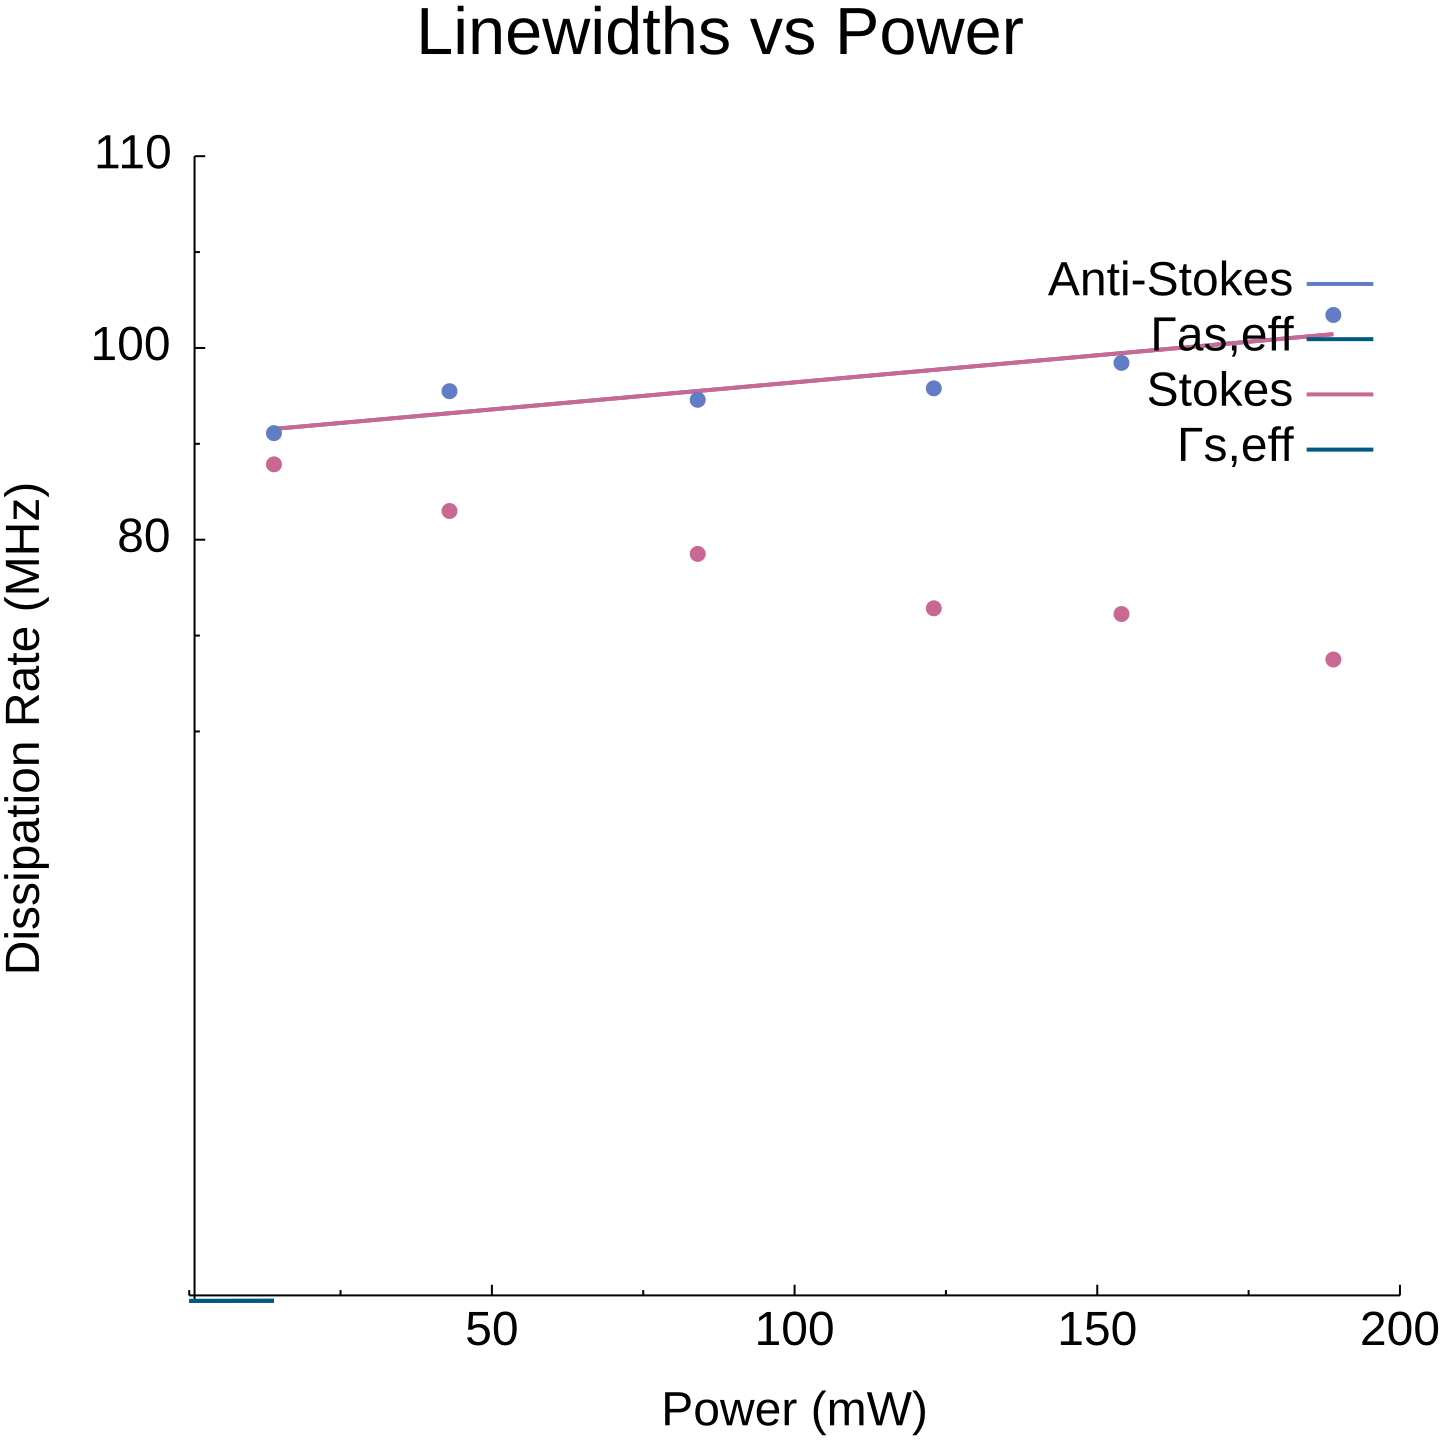 Linewidths vs Power
110
100
80
Dissipation Rate (MHz)
Anti-Stokes
Γas,eff
Stokes
Γs,eff
50
100
150
200
Power (mW)